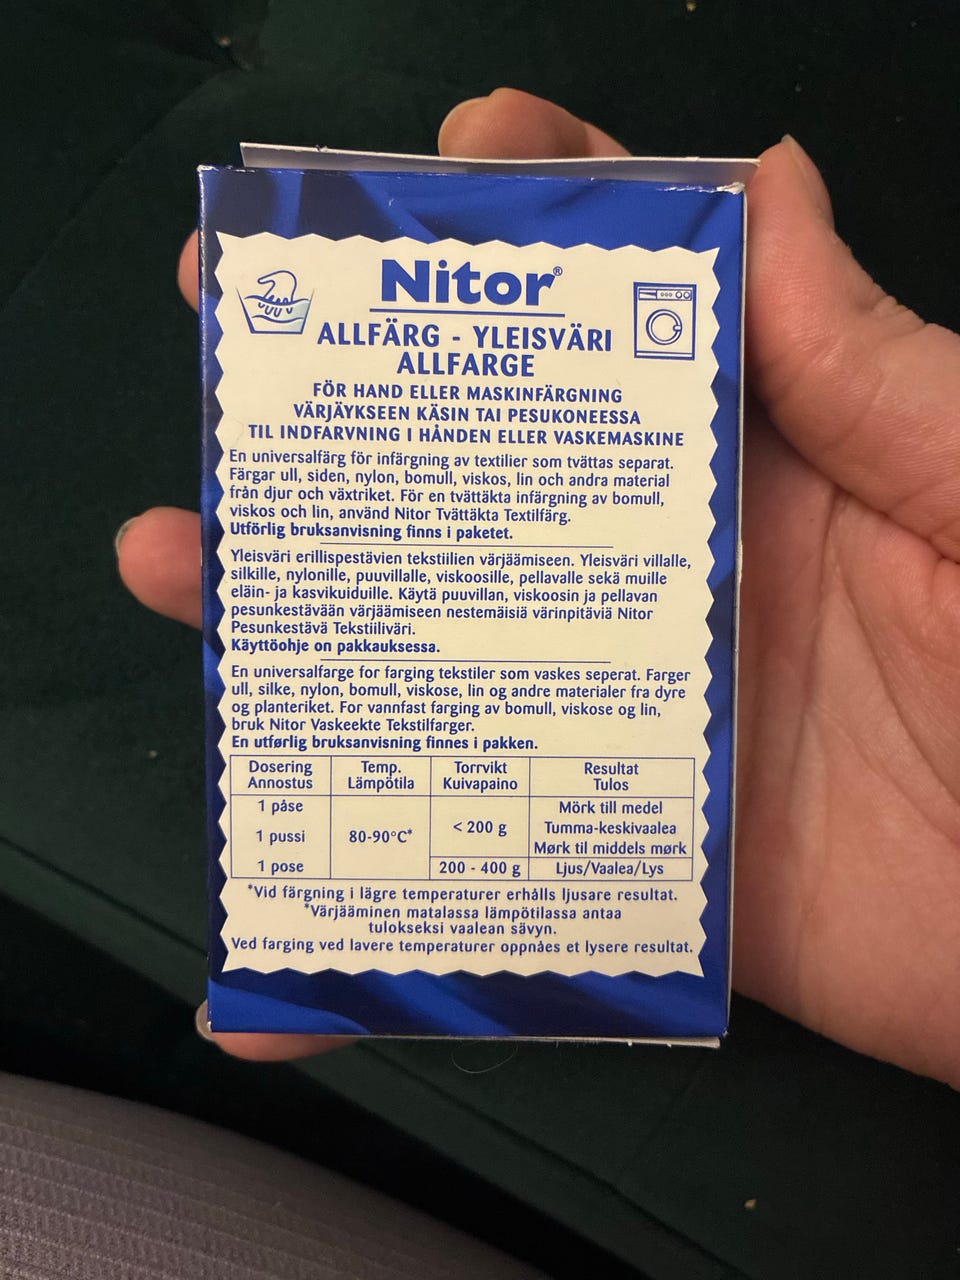 Nitor®
ALLFÄRG - YLEISVÄRI
ALLFARGE
FÖR HAND ELLER MASKINFÄRGNING
VÄRJÄYKSEEN KÄSIN TAI PESUKONEESSA
TIL INDFARVNING I HÅNDEN ELLER VASKEMASKINE
En universalfärg för infärgning av textilier som tvättas separat.
Färgar ull, siden, nylon, bomull, viskos, lin och andra material
från djur och växtriket. För en tvättäkta infärgning av bomull,
viskos och lin, använd Nitor Tvättäkta Textilfärg.
Utförlig bruksanvisning finns i paketet.
Yleisväri erillispestävien tekstiilien värjäämiseen. Yleisväri villalle,
silkille, nylonille, puuvillalle, viskoosille, pellavalle sekä muille
eläin- ja kasvikuiduille. Käytä puuvillan, viskoosin ja pellavan
pesunkestävään värjäämiseen nestemäisiä värinpitäviä Nitor
Pesunkestävä Tekstiiliväri.
Käyttöohje on pakkauksessa.
En universalfarge for farging tekstiler som vaskes seperat. Farger
ull, silke, nylon, bomull, viskose, lin og andre materialer fra dyre
og planteriket. For vannfast farging av bomull, viskose og lin,
bruk Nitor Vaskeekte Tekstilfarger.
En utførlig bruksanvisning finnes i pakken.
Dosering Temp. Torrvikt Resultat
Annostus Lämpötila Kuivapaino Tulos
1 påse Mörk till medel
1 pussi 80-90°C* < 200 g Tumma-keskivaalea
Mørk til middels mørk
1 pose 200 - 400 g Ljus/Vaalea/Lys
*Vid färgning i lägre temperaturer erhålls ljusare resultat.
*Värjääminen matalassa lämpötilassa antaa
tulokseksi vaalean sävyn.
Ved farging ved lavere temperaturer oppnåes et lysere resultat.